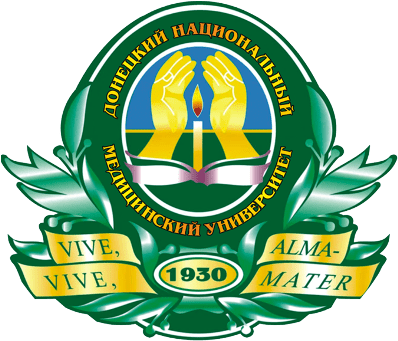 ДОНЕЦКИЙ НАЦИОНАЛЬНЫЙ
МЕДИЦИНСКИЙ УНИВЕРСИТЕТ
VIVE,
VIVE,
1930
ALMA-
MATER